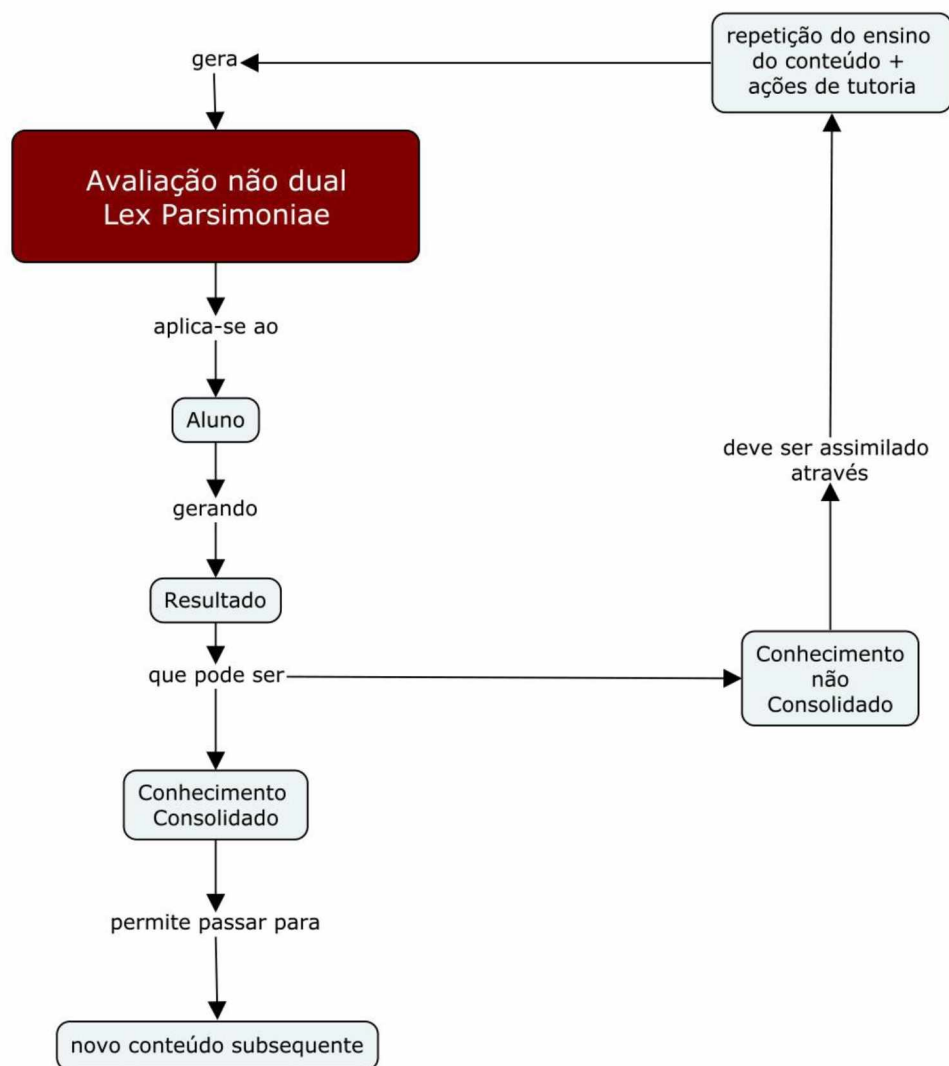 repetição do ensino
do conteúdo +
ações de tutoria
gera
Avaliação não dual
Lex Parsimoniae
aplica-se ao
Aluno
gerando
Resultado
que pode ser
Conhecimento
Consolidado
permite passar para
novo conteúdo subsequente
Conhecimento
não
Consolidado
deve ser assimilado
através